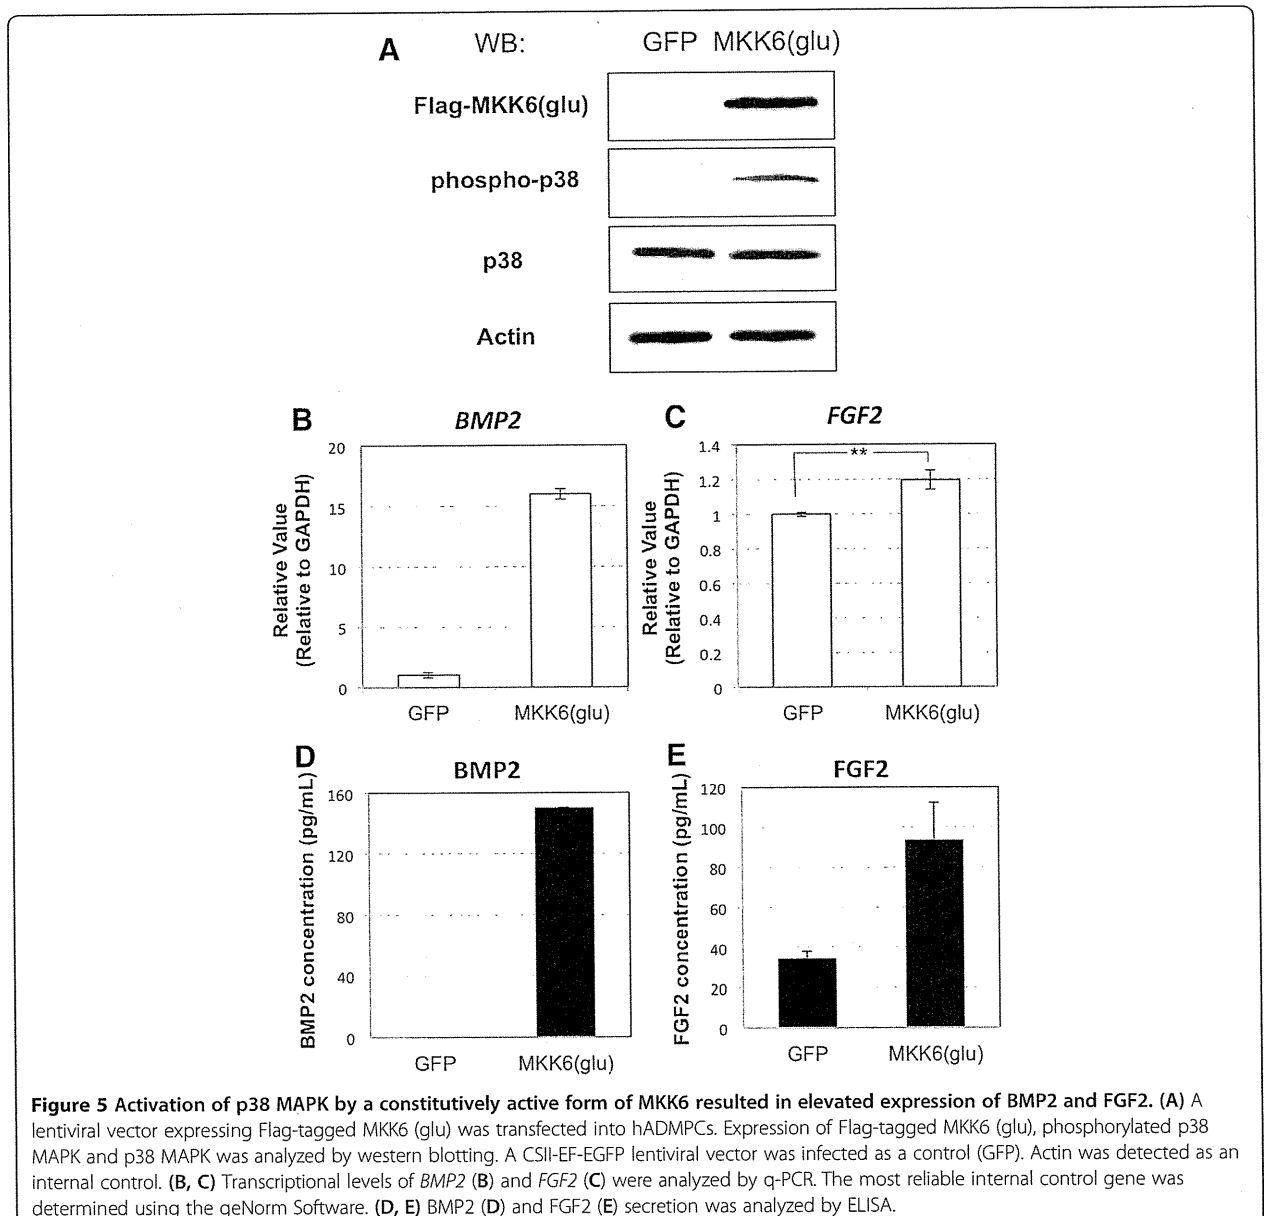 A WB: GFP MKK6(glu)
Flag-MKK6(glu)
phospho-p38
p38
Actin
B BMP2
20
15
10
5
0
Relative Value
(Relative to GAPDH)
GFP MKK6(glu)
C FGF2
1.4
1.2
1
0.8
0.6
0.4
0.2
0
Relative Value
(Relative to GAPDH)
**
GFP MKK6(glu)
D BMP2
160
120
80
40
0
BMP2 concentration (pg/mL)
GFP MKK6(glu)
E FGF2
120
100
80
60
40
20
0
FGF2 concentration (pg/mL)
GFP MKK6(glu)
Figure 5 Activation of p38 MAPK by a constitutively active form of MKK6 resulted in elevated expression of BMP2 and FGF2. (A) A
lentiviral vector expressing Flag-tagged MKK6 (glu) was transfected into hADMPCs. Expression of Flag-tagged MKK6 (glu), phosphorylated p38
MAPK and p38 MAPK was analyzed by western blotting. A CSII-EF-EGFP lentiviral vector was infected as a control (GFP). Actin was detected as an
internal control. (B, C) Transcriptional levels of BMP2 (B) and FGF2 (C) were analyzed by q-PCR. The most reliable internal control gene was
determined using the geNorm Software. (D, E) BMP2 (D) and FGF2 (E) secretion was analyzed by ELISA.